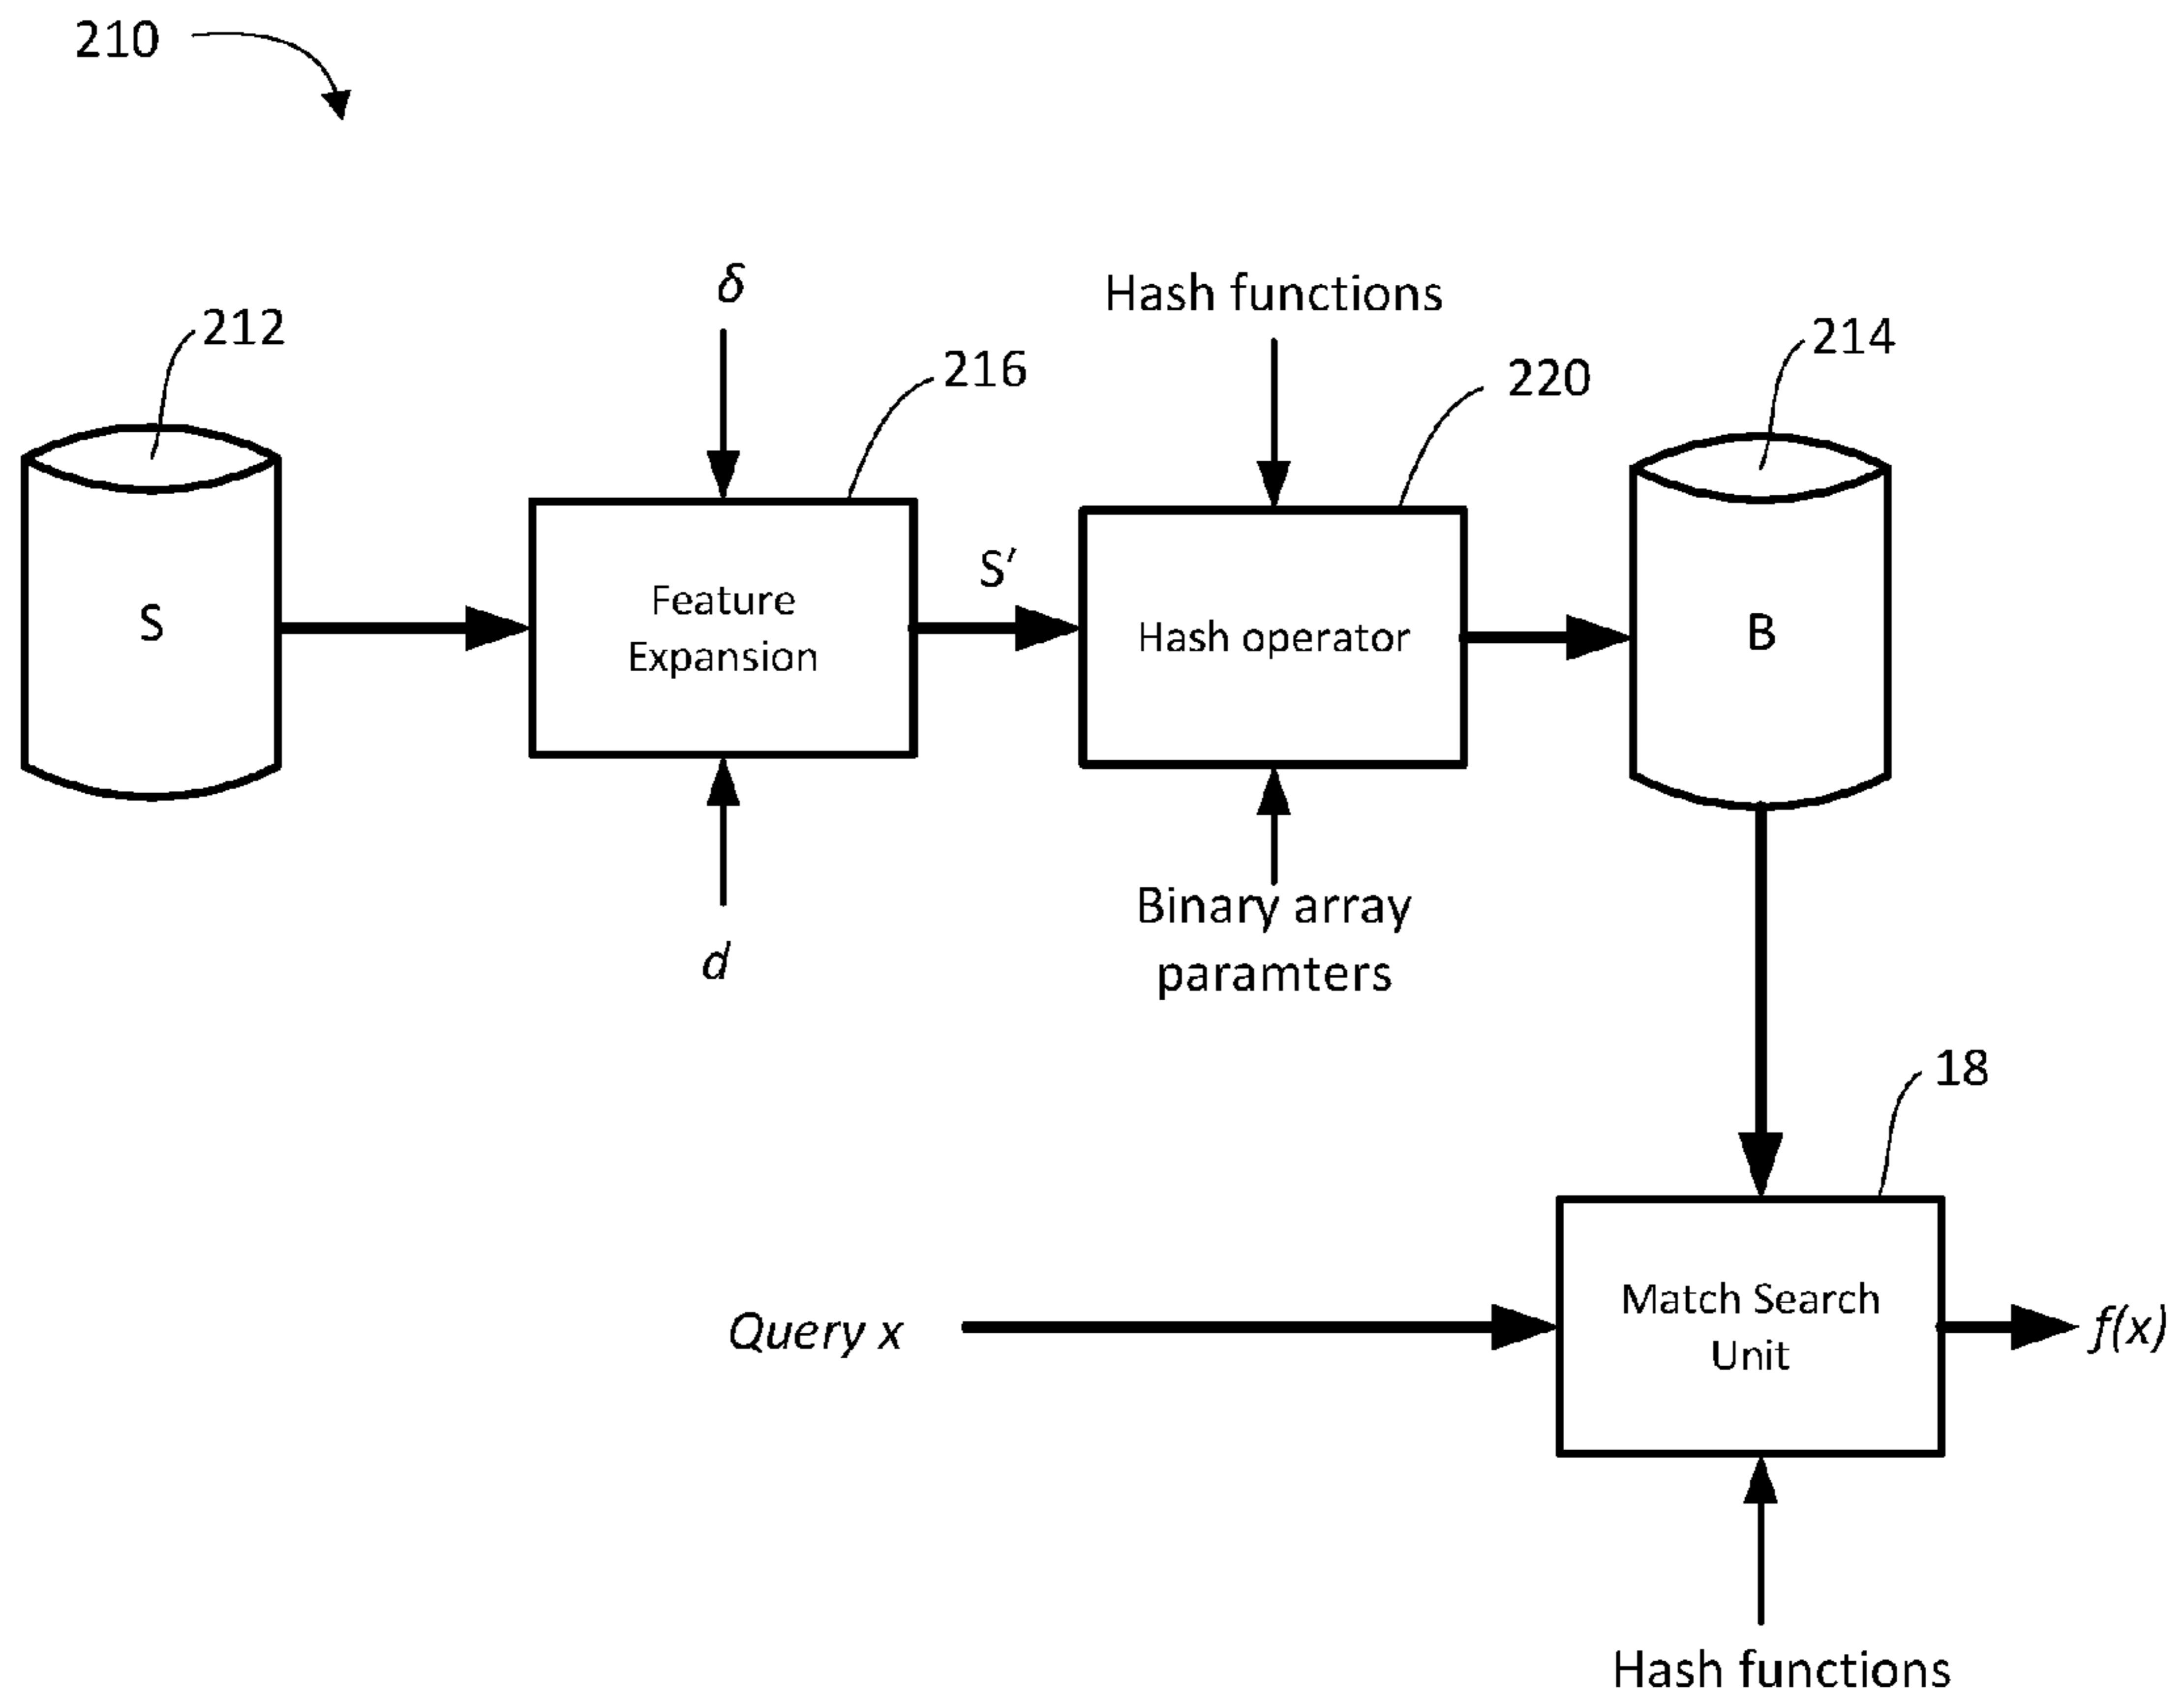 210
δ
Hash functions
212
214
216
220
S
Feature
Expansion
S'
Hash operator
B
d
Binary array
paramters
18
Query x
Match Search
Unit
f(x)
Hash functions